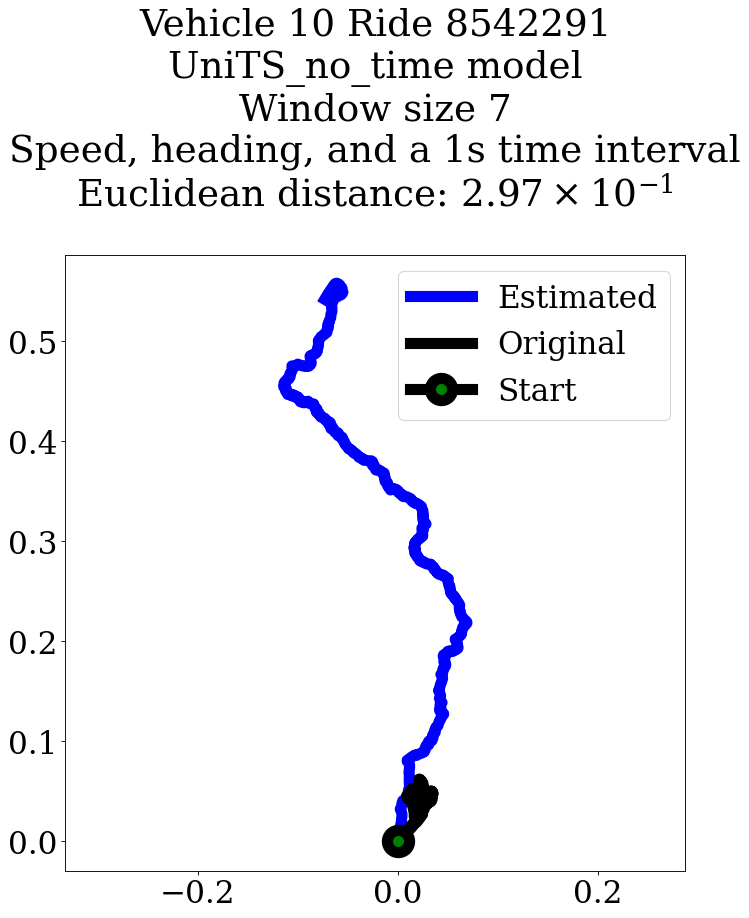 Vehicle 10 Ride 8542291
UniTS_no_time model
Window size 7
Speed, heading, and a 1s time interval
Euclidean distance: 2.97 × 10⁻¹
Estimated
Original
Start
0.5
0.4
0.3
0.2
0.1
0.0
−0.2 0.0 0.2